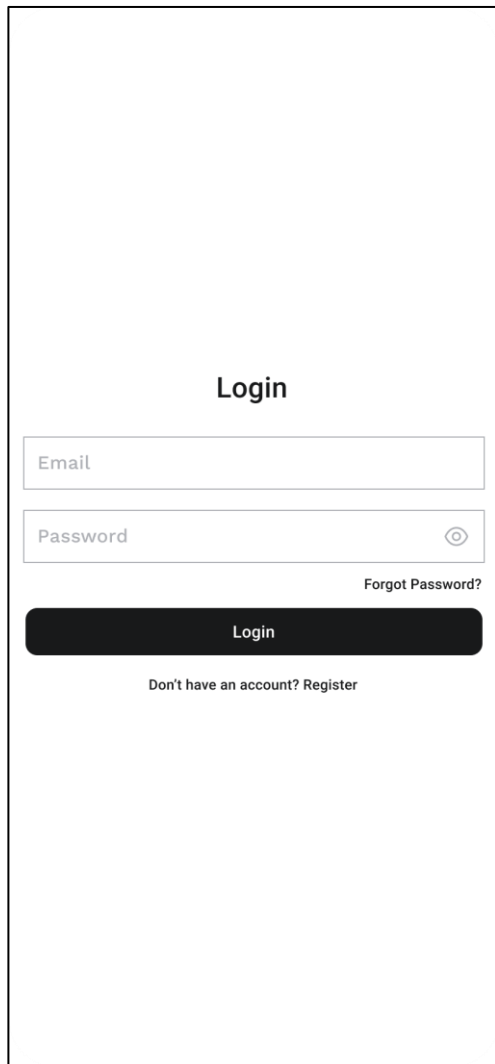 Login
Email
Password
Forgot Password?
Login
Don't have an account? Register